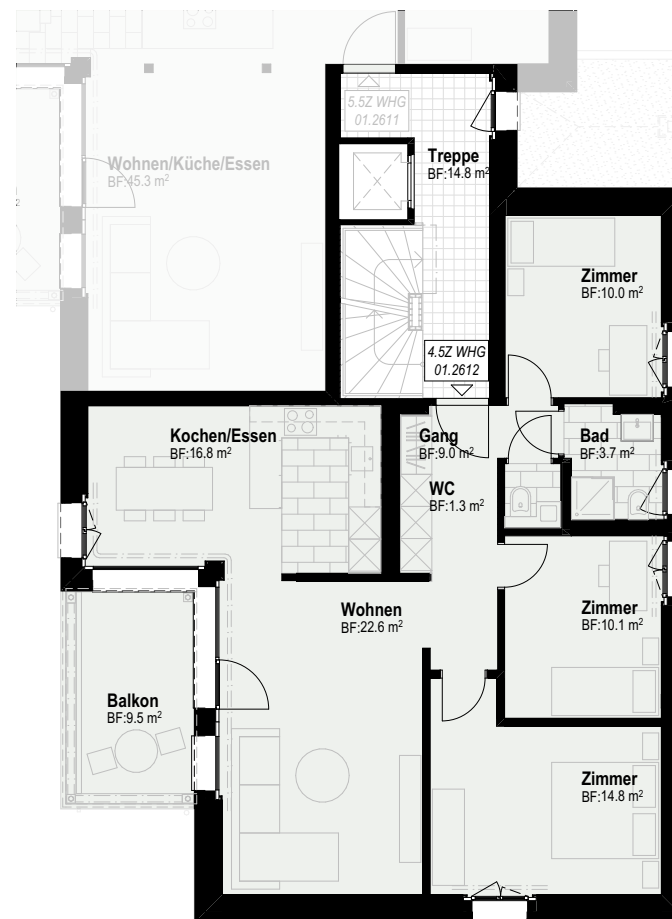 5.5Z WHG
01.2611
Treppe
BF:14.8 m²
Wohnen/Küche/Essen
BF:45.3 m²
Zimmer
BF:10.0 m²
4.5Z WHG
01.2612
Kochen/Essen
BF:16.8 m²
Gang
BF:9.0 m²
Bad
BF:3.7 m²
WC
BF:1.3 m²
Wohnen
BF:22.6 m²
Zimmer
BF:10.1 m²
Balkon
BF:9.5 m²
Zimmer
BF:14.8 m²